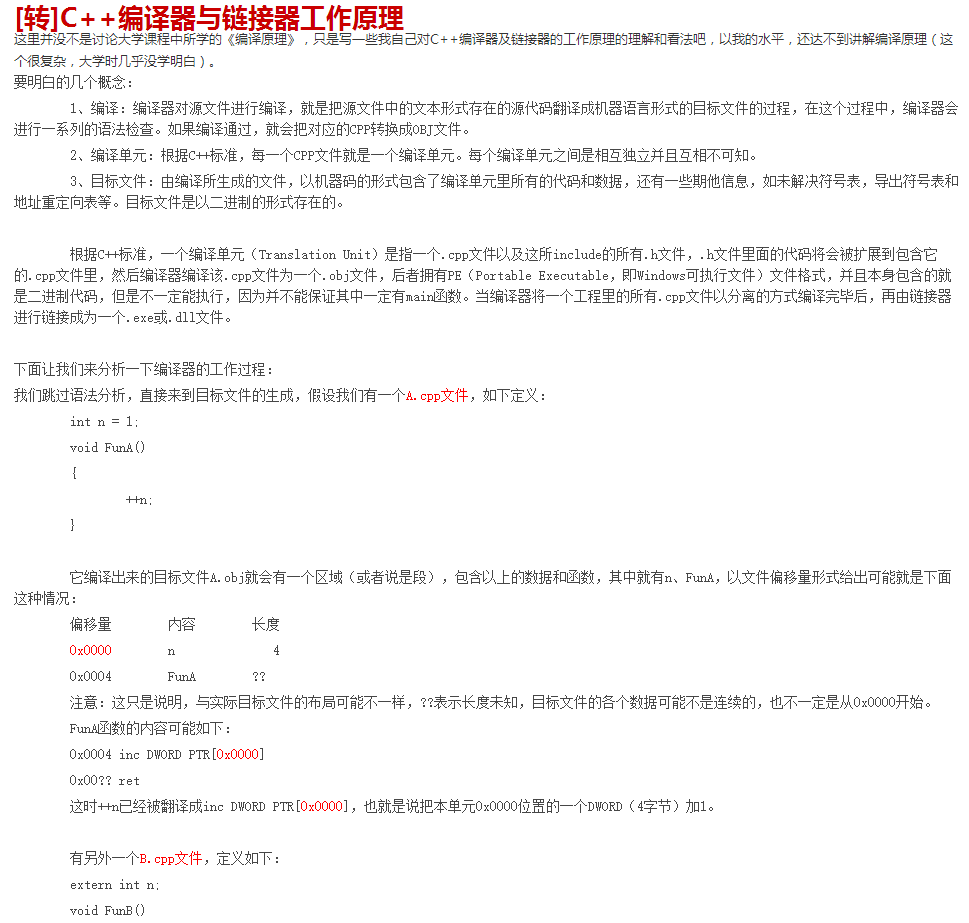 [转]C++编译器与链接器工作原理
这里并没不是讨论大学课程中所学的《编译原理》，只是写一些我自己对C++编译器及链接器的工作原理的理解和看法吧，以我的水平，还达不到讲解编译原理（这
个很复杂，大学时几乎没学明白）。
要明白的几个概念：
1、编译：编译器对源文件进行编译，就是把源文件中的文本形式存在的源代码翻译成机器语言形式的目标文件的过程，在这个过程中，编译器会
进行一系列的语法检查。如果编译通过，就会把对应的CPP转换成OBJ文件。
2、编译单元：根据C++标准，每一个CPP文件就是一个编译单元。每个编译单元之间是相互独立并且互相不可知。
3、目标文件：由编译所生成的文件，以机器码的形式包含了编译单元里所有的代码和数据，还有一些期他信息，如未解决符号表，导出符号表和
地址重定向表等。目标文件是以二进制的形式存在的。
根据C++标准，一个编译单元（Translation Unit）是指一个.cpp文件以及这所include的所有.h文件，.h文件里面的代码将会被扩展到包含它
的.cpp文件里，然后编译器编译该.cpp文件为一个.obj文件，后者拥有PE（Portable Executable，即Windows可执行文件）文件格式，并且本身包含的就
是二进制代码，但是不一定能执行，因为并不能保证其中一定有main函数。当编译器将一个工程里的所有.cpp文件以分离的方式编译完毕后，再由链接器
进行链接成为一个.exe或.dll文件。
下面让我们来分析一下编译器的工作过程：
我们跳过语法分析，直接来到目标文件的生成，假设我们有一个A.cpp文件，如下定义：
int n = 1;
void FunA()
{
++n;
}
它编译出来的目标文件A.obj就会有一个区域（或者说是段），包含以上的数据和函数，其中就有n、FunA，以文件偏移量形式给出可能就是下面
这种情况：
偏移量 内容 长度
0x0000 n 4
0x0004 FunA ??
注意：这只是说明，与实际目标文件的布局可能不一样，??表示长度未知，目标文件的各个数据可能不是连续的，也不一定是从0x0000开始。
FunA函数的内容可能如下：
0x0004 inc DWORD PTR[0x0000]
0x00?? ret
这时++n已经被翻译成inc DWORD PTR[0x0000]，也就是说把本单元0x0000位置的一个DWORD（4字节）加1。
有另外一个B.cpp文件，定义如下：
extern int n;
void FunB()